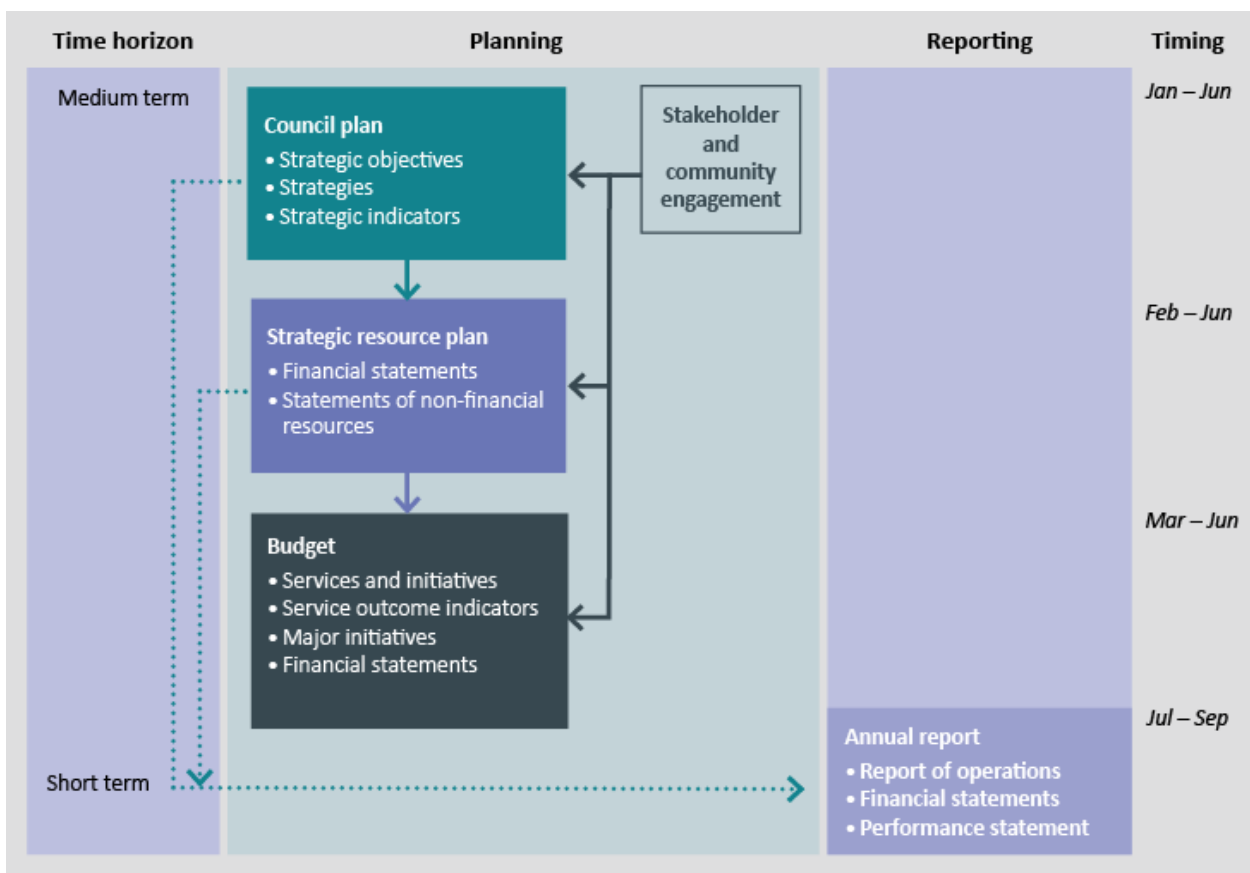 Time horizon
Planning
Reporting
Timing
Medium term
Jan – Jun
Council plan
• Strategic objectives
• Strategies
• Strategic indicators
Stakeholder
and
community
engagement
Feb – Jun
Strategic resource plan
• Financial statements
• Statements of non-financial
resources
Mar – Jun
Budget
• Services and initiatives
• Service outcome indicators
• Major initiatives
• Financial statements
Jul – Sep
Short term
Annual report
• Report of operations
• Financial statements
• Performance statement